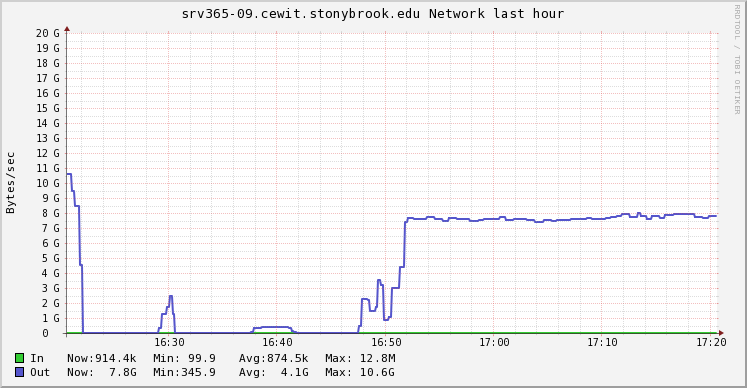 srv365-09.cewit.stonybrook.edu Network last hour
RRDTOOL / TOBI OETIKER
Bytes/sec
20 G
19 G
18 G
17 G
16 G
15 G
14 G
13 G
12 G
11 G
10 G
9 G
8 G
7 G
6 G
5 G
4 G
3 G
2 G
1 G
0
16:30 16:40 16:50 17:00 17:10 17:20
In Now:914.4k Min: 99.9 Avg:874.5k Max: 12.8M
Out Now: 7.8G Min:345.9 Avg: 4.1G Max: 10.6G